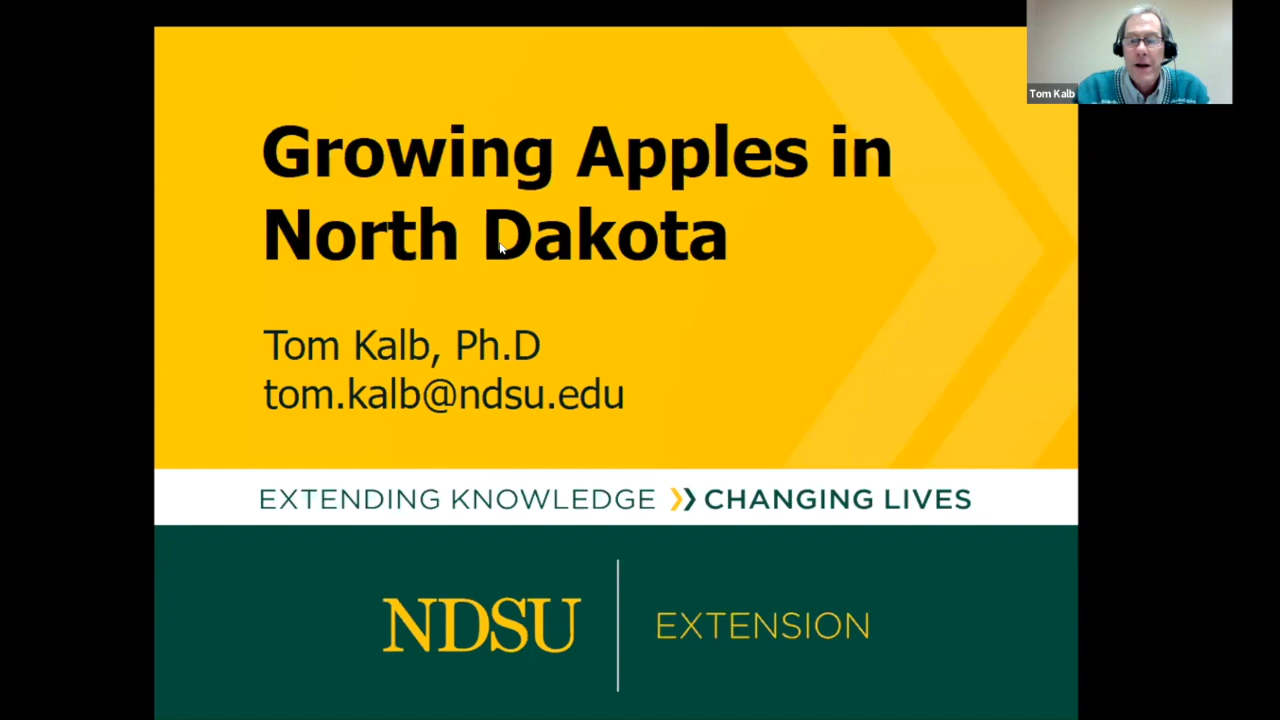 Growing Apples in
North Dakota
Tom Kalb, Ph.D
tom.kalb@ndsu.edu
EXTENDING KNOWLEDGE CHANGING LIVES
NDSU EXTENSION
Tom Kalb